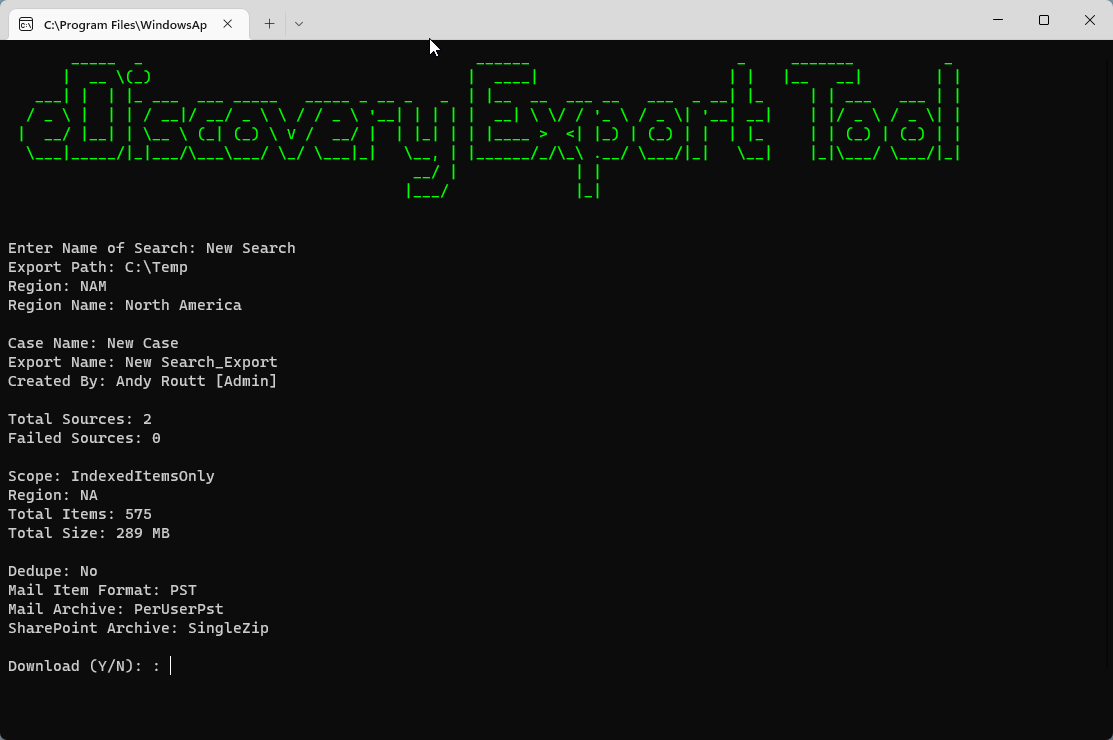 C:\Program Files\WindowsAp
eDiscovery Export Tool
Enter Name of Search: New Search
Export Path: C:\Temp
Region: NAM
Region Name: North America
Case Name: New Case
Export Name: New Search_Export
Created By: Andy Routt [Admin]
Total Sources: 2
Failed Sources: 0
Scope: IndexedItemsOnly
Region: NA
Total Items: 575
Total Size: 289 MB
Dedupe: No
Mail Item Format: PST
Mail Archive: PerUserPst
SharePoint Archive: SingleZip
Download (Y/N): :